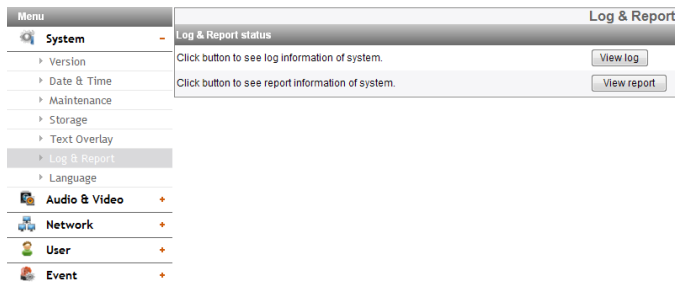 Menu
System
Version
Date & Time
Maintenance
Storage
Text Overlay
Log & Report
Language
Audio & Video
Network
User
Event
Log & Report
Log & Report status
Click button to see log information of system.
View log
Click button to see report information of system.
View report